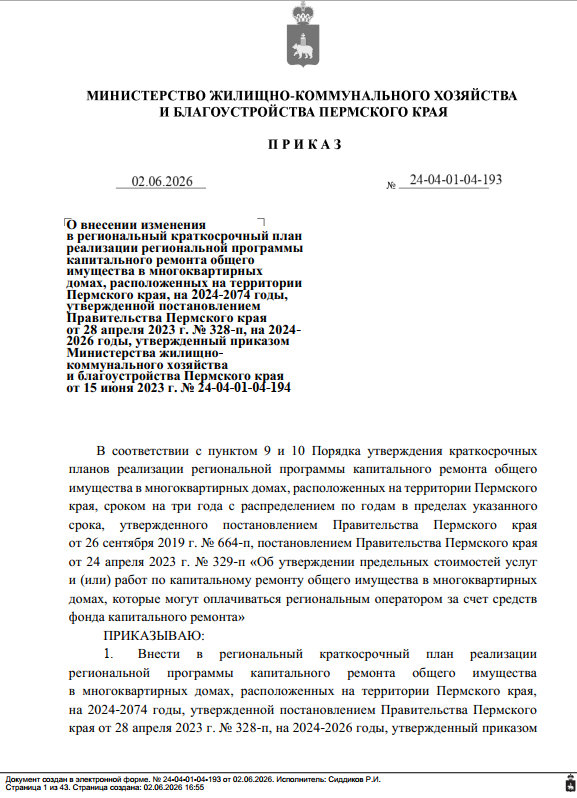 МИНИСТЕРСТВО ЖИЛИЩНО-КОММУНАЛЬНОГО ХОЗЯЙСТВА
И БЛАГОУСТРОЙСТВА ПЕРМСКОГО КРАЯ
П Р И К А З
02.06.2026
№ 24-04-01-04-193
О внесении изменения
в региональный краткосрочный план
реализации региональной программы
капитального ремонта общего
имущества в многоквартирных
домах, расположенных на территории
Пермского края, на 2024-2074 годы,
утвержденной постановлением
Правительства Пермского края
от 28 апреля 2023 г. № 328-п, на 2024-
2026 годы, утвержденный приказом
Министерства жилищно-
коммунального хозяйства
и благоустройства Пермского края
от 15 июня 2023 г. № 24-04-01-04-194
В соответствии с пунктом 9 и 10 Порядка утверждения краткосрочных
планов реализации региональной программы капитального ремонта общего
имущества в многоквартирных домах, расположенных на территории Пермского
края, сроком на три года с распределением по годам в пределах указанного
срока, утвержденного постановлением Правительства Пермского края
от 26 сентября 2019 г. № 664-п, постановлением Правительства Пермского края
от 24 апреля 2023 г. № 329-п «Об утверждении предельных стоимостей услуг
и (или) работ по капитальному ремонту общего имущества в многоквартирных
домах, которые могут оплачиваться региональным оператором за счет средств
фонда капитального ремонта»
ПРИКАЗЫВАЮ:
1. Внести в региональный краткосрочный план реализации
региональной программы капитального ремонта общего имущества
в многоквартирных домах, расположенных на территории Пермского края,
на 2024-2074 годы, утвержденной постановлением Правительства Пермского
края от 28 апреля 2023 г. № 328-п, на 2024-2026 годы, утвержденный приказом
Документ создан в электронной форме. № 24-04-01-04-193 от 02.06.2026. Исполнитель: Сиддиков Р.И.
Страница 1 из 43. Страница создана: 02.06.2026 16:55